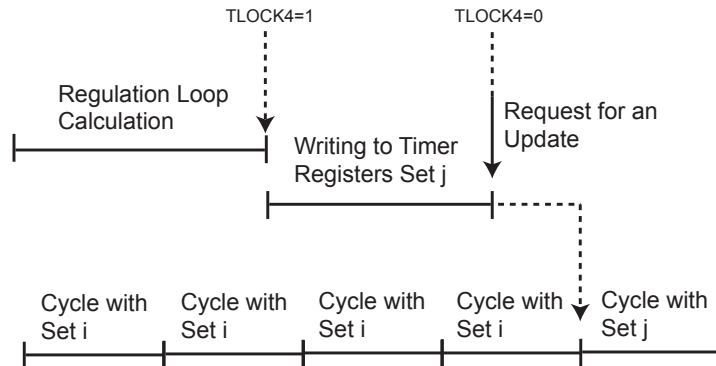 TLOCK4=1
TLOCK4=0
Regulation Loop
Calculation
Request for an
Update
Writing to Timer
Registers Set j
Cycle with
Set i
Cycle with
Set i
Cycle with
Set i
Cycle with
Set i
Cycle with
Set j